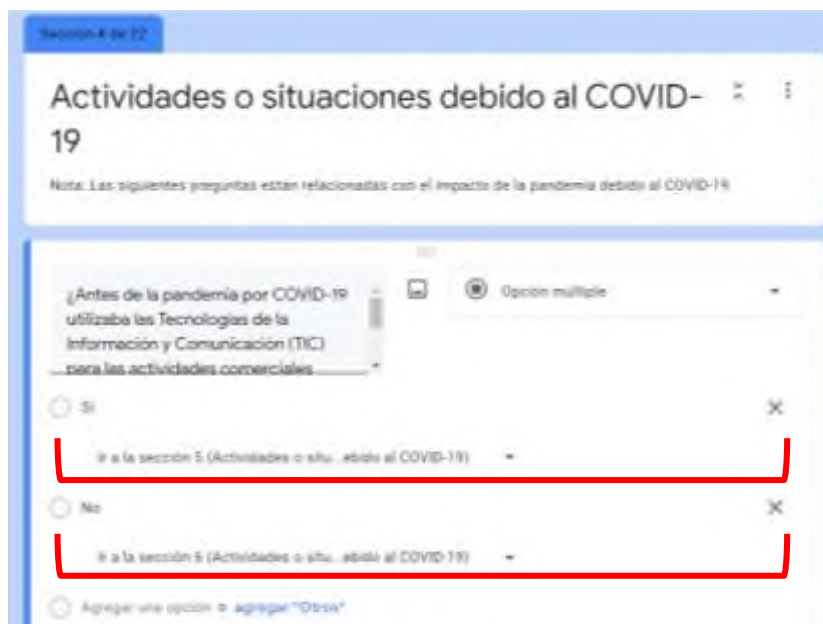 Sección 4 de 22
Actividades o situaciones debido al COVID-
19
Nota: Las siguientes preguntas están relacionadas con el impacto de la pandemia debido al COVID-19
¿Antes de la pandemia por COVID-19
utilizaba las Tecnologías de la
Información y Comunicación (TIC)
para las actividades comerciales
Opción múltiple
Si
Ir a la sección 5 (Actividades o situ...ebido al COVID-19)
No
Ir a la sección 6 (Actividades o situ...ebido al COVID-19)
Agregar una opción o agregar "Otros"